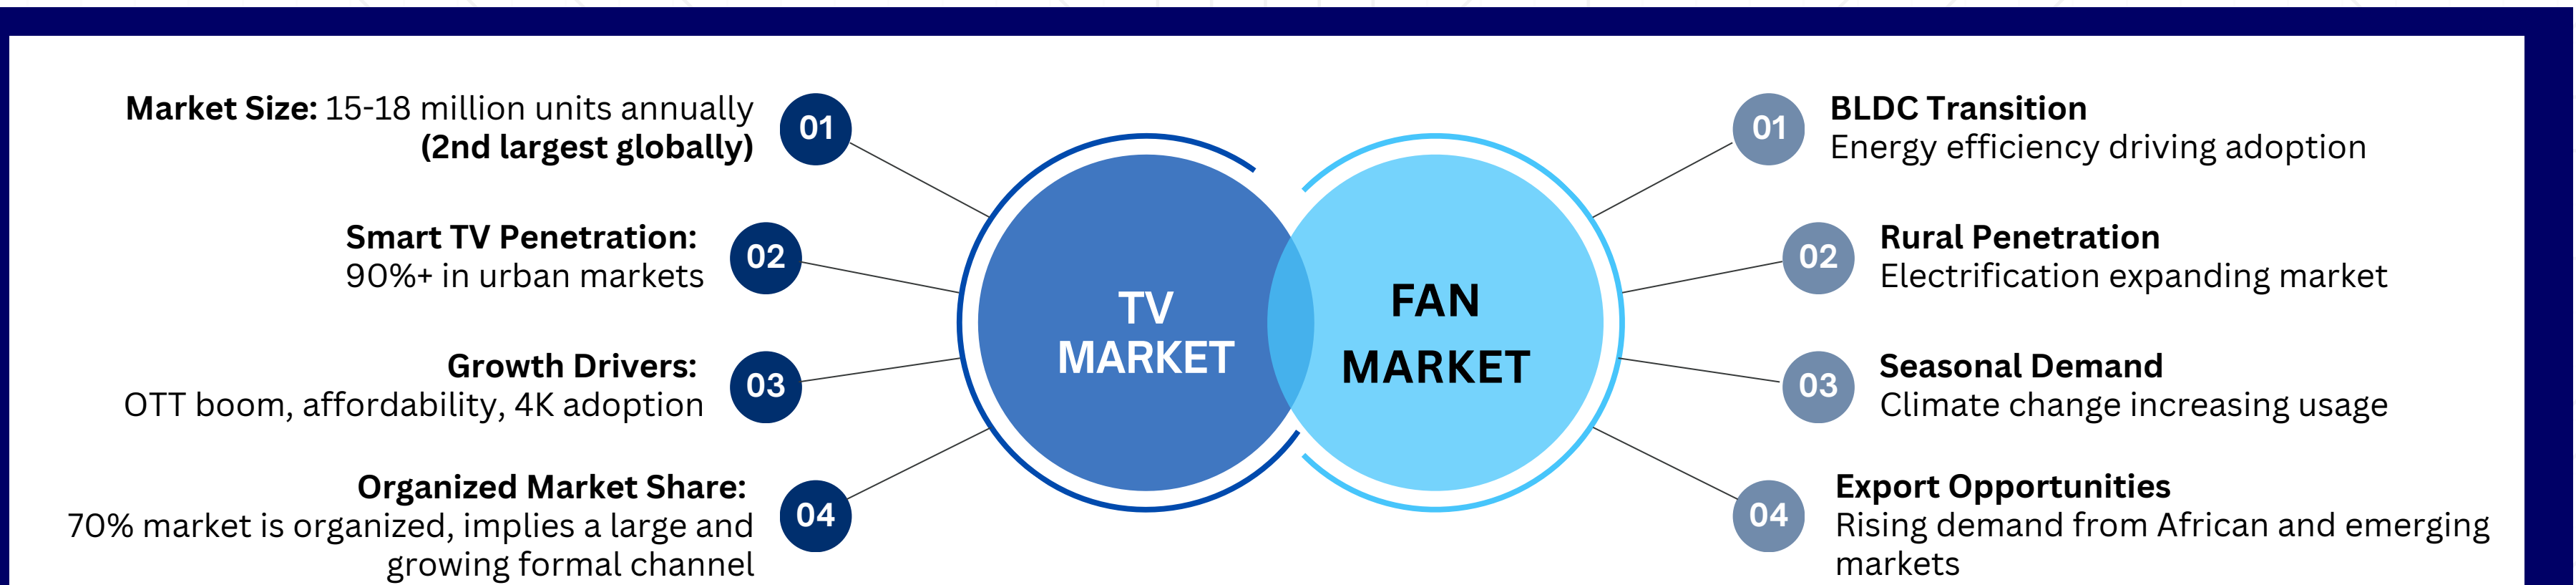 Market Size: 15-18 million units annually
(2nd largest globally)
01
Smart TV Penetration:
90%+ in urban markets
02
Growth Drivers:
OTT boom, affordability, 4K adoption
03
Organized Market Share:
70% market is organized, implies a large and
growing formal channel
04
TV
MARKET
FAN
MARKET
01
BLDC Transition
Energy efficiency driving adoption
02
Rural Penetration
Electrification expanding market
03
Seasonal Demand
Climate change increasing usage
04
Export Opportunities
Rising demand from African and emerging
markets